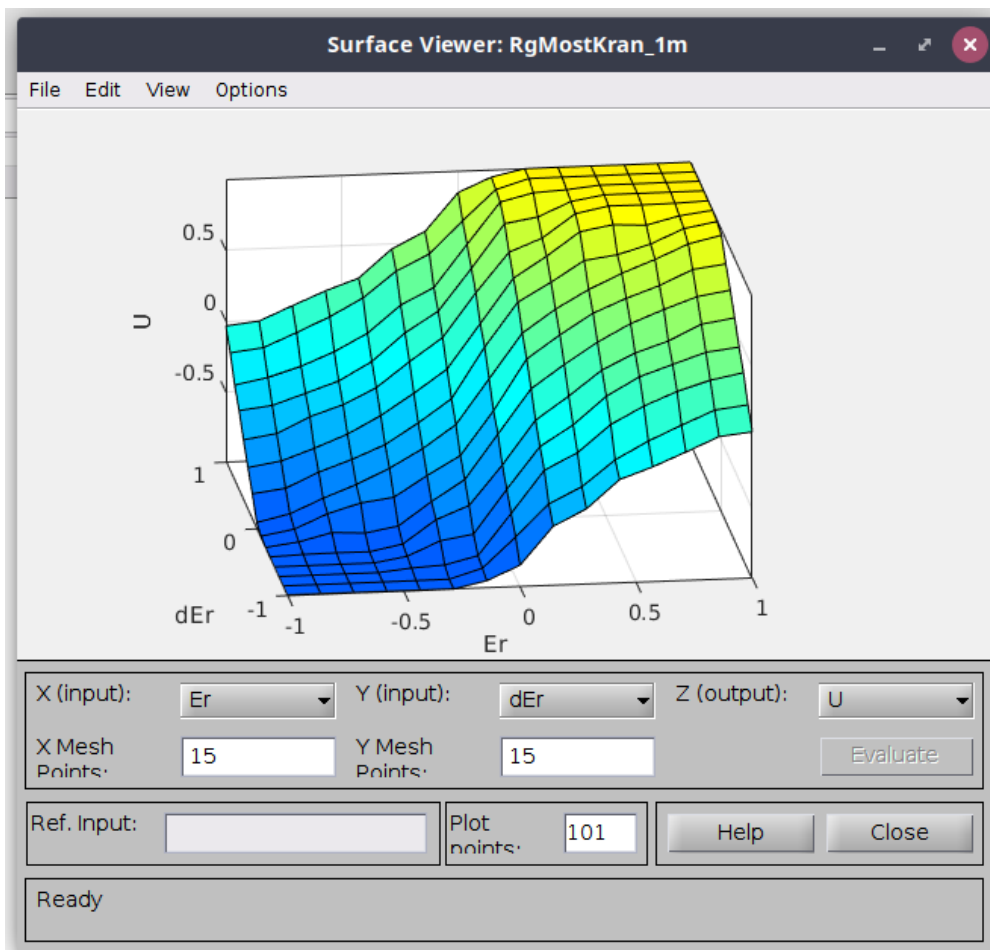 Surface Viewer: RgMostKran_1m
File Edit View Options
0.5
0
-0.5
U
1
0
-1
dEr
-1
-0.5
0
0.5
1
Er
X (input): Er Y (input): dEr Z (output): U
X Mesh Points: 15 Y Mesh Points: 15 Evaluate
Ref. Input: Plot points: 101 Help Close
Ready